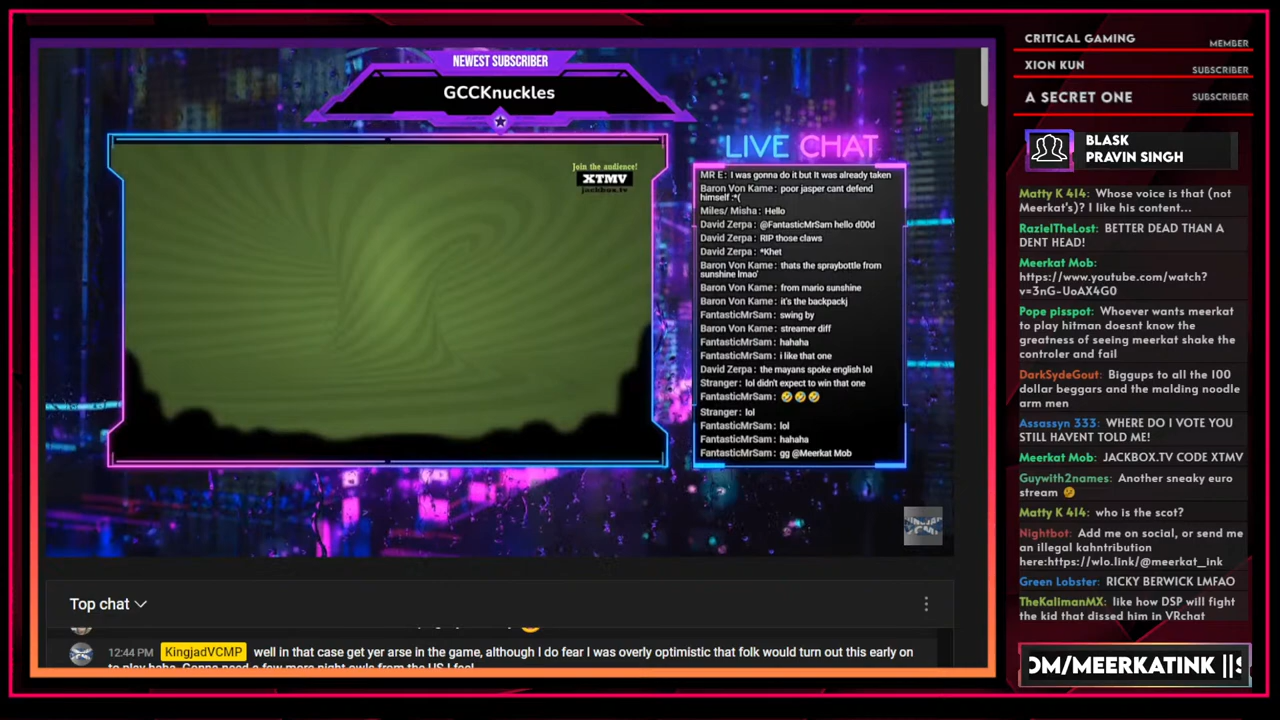 NEWEST SUBSCRIBER
GCCKnuckles
Join the audience!
XTMV
jackbox.tv
LIVE CHAT
MR E: I was gonna do it but It was already taken
Baron Von Kame: poor jasper cant defend
himself :*(
Miles/ Misha: Hello
David Zerpa: @FantasticMrSam hello d00d
David Zerpa: RIP those claws
David Zerpa: *Khet
Baron Von Kame: thats the spraybottle from
sunshine lmao'
Baron Von Kame: from mario sunshine
Baron Von Kame: it's the backpackj
FantasticMrSam: swing by
Baron Von Kame: streamer diff
FantasticMrSam: hahaha
FantasticMrSam: i like that one
David Zerpa: the mayans spoke english lol
Stranger: lol didn't expect to win that one
FantasticMrSam: 🤣🤣🤣
Stranger: lol
FantasticMrSam: lol
FantasticMrSam: hahaha
FantasticMrSam: gg @Meerkat Mob
Top chat
12:44 PM KingjadVCMP well in that case get yer arse in the game, although I do fear I was overly optimistic that folk would turn out this early on
to play haha. Gonna need a few more night owls from the US I feel
CRITICAL GAMING
MEMBER
XION KUN
SUBSCRIBER
A SECRET ONE
SUBSCRIBER
BLASK
PRAVIN SINGH
Matty K 414: Whose voice is that (not
Meerkat's)? I like his content...
RazielTheLost: BETTER DEAD THAN A
DENT HEAD!
Meerkat Mob:
https://www.youtube.com/watch?
v=3nG-UoAX4G0
Pope pisspot: Whoever wants meerkat
to play hitman doesnt know the
greatness of seeing meerkat shake the
controler and fail
DarkSydeGout: Biggups to all the 100
dollar beggars and the malding noodle
arm men
Assassyn 333: WHERE DO I VOTE YOU
STILL HAVENT TOLD ME!
Meerkat Mob: JACKBOX.TV CODE XTMV
Guywith2names: Another sneaky euro
stream 🤔
Matty K 414: who is the scot?
Nightbot: Add me on social, or send me
an illegal kahntribution
here:https://wlo.link/@meerkat_ink
Green Lobster: RICKY BERWICK LMFAO
TheKalimanMX: like how DSP will fight
the kid that dissed him in VRchat
OM/MEERKATINK ||S